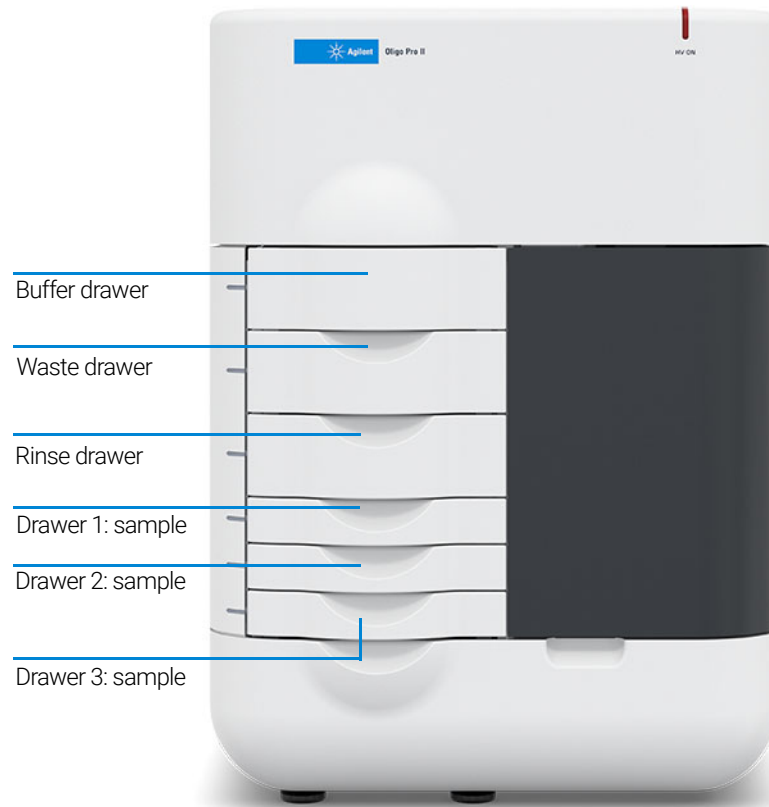 Agilent Oligo Pro II
HV ON
Buffer drawer
Waste drawer
Rinse drawer
Drawer 1: sample
Drawer 2: sample
Drawer 3: sample